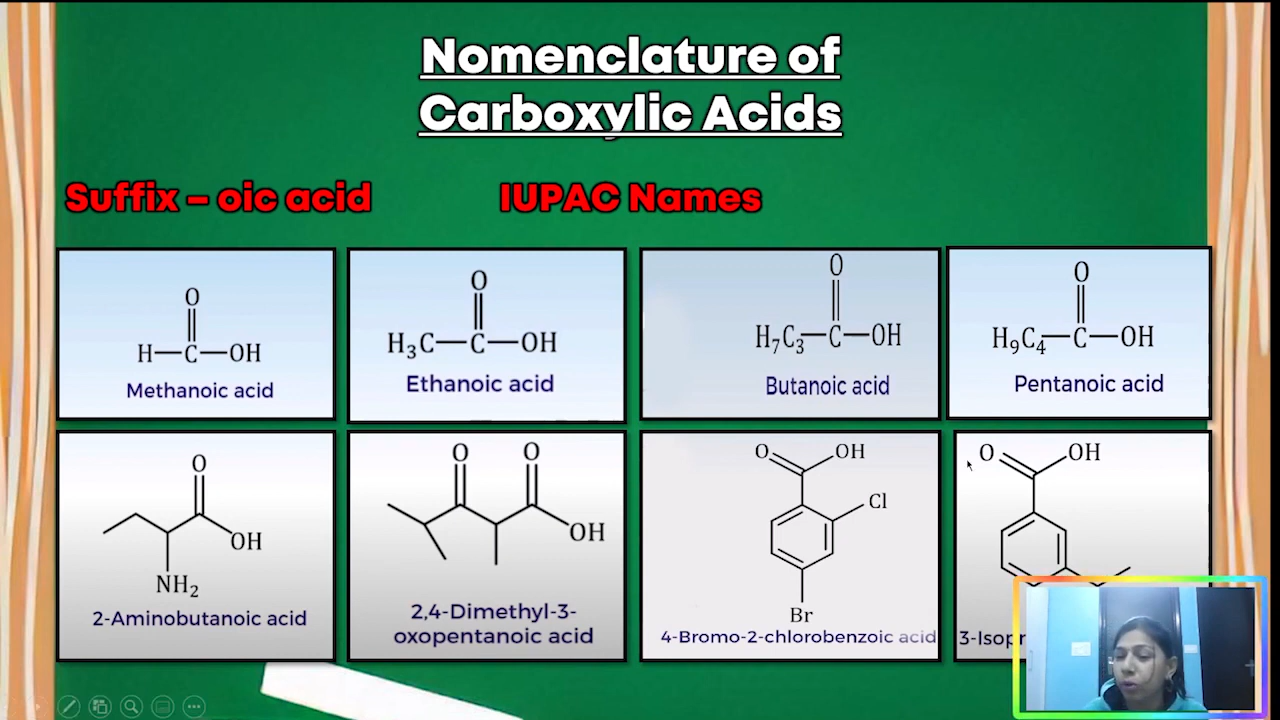 Nomenclature of
Carboxylic Acids
Suffix – oic acid
IUPAC Names
O
H—C—OH
Methanoic acid
O
H₃C—C—OH
Ethanoic acid
O
H₇C₃—C—OH
Butanoic acid
O
H₉C₄—C—OH
Pentanoic acid
O
OH
NH₂
2-Aminobutanoic acid
O O
OH
2,4-Dimethyl-3-
oxopentanoic acid
O OH
Cl
Br
4-Bromo-2-chlorobenzoic acid
O OH